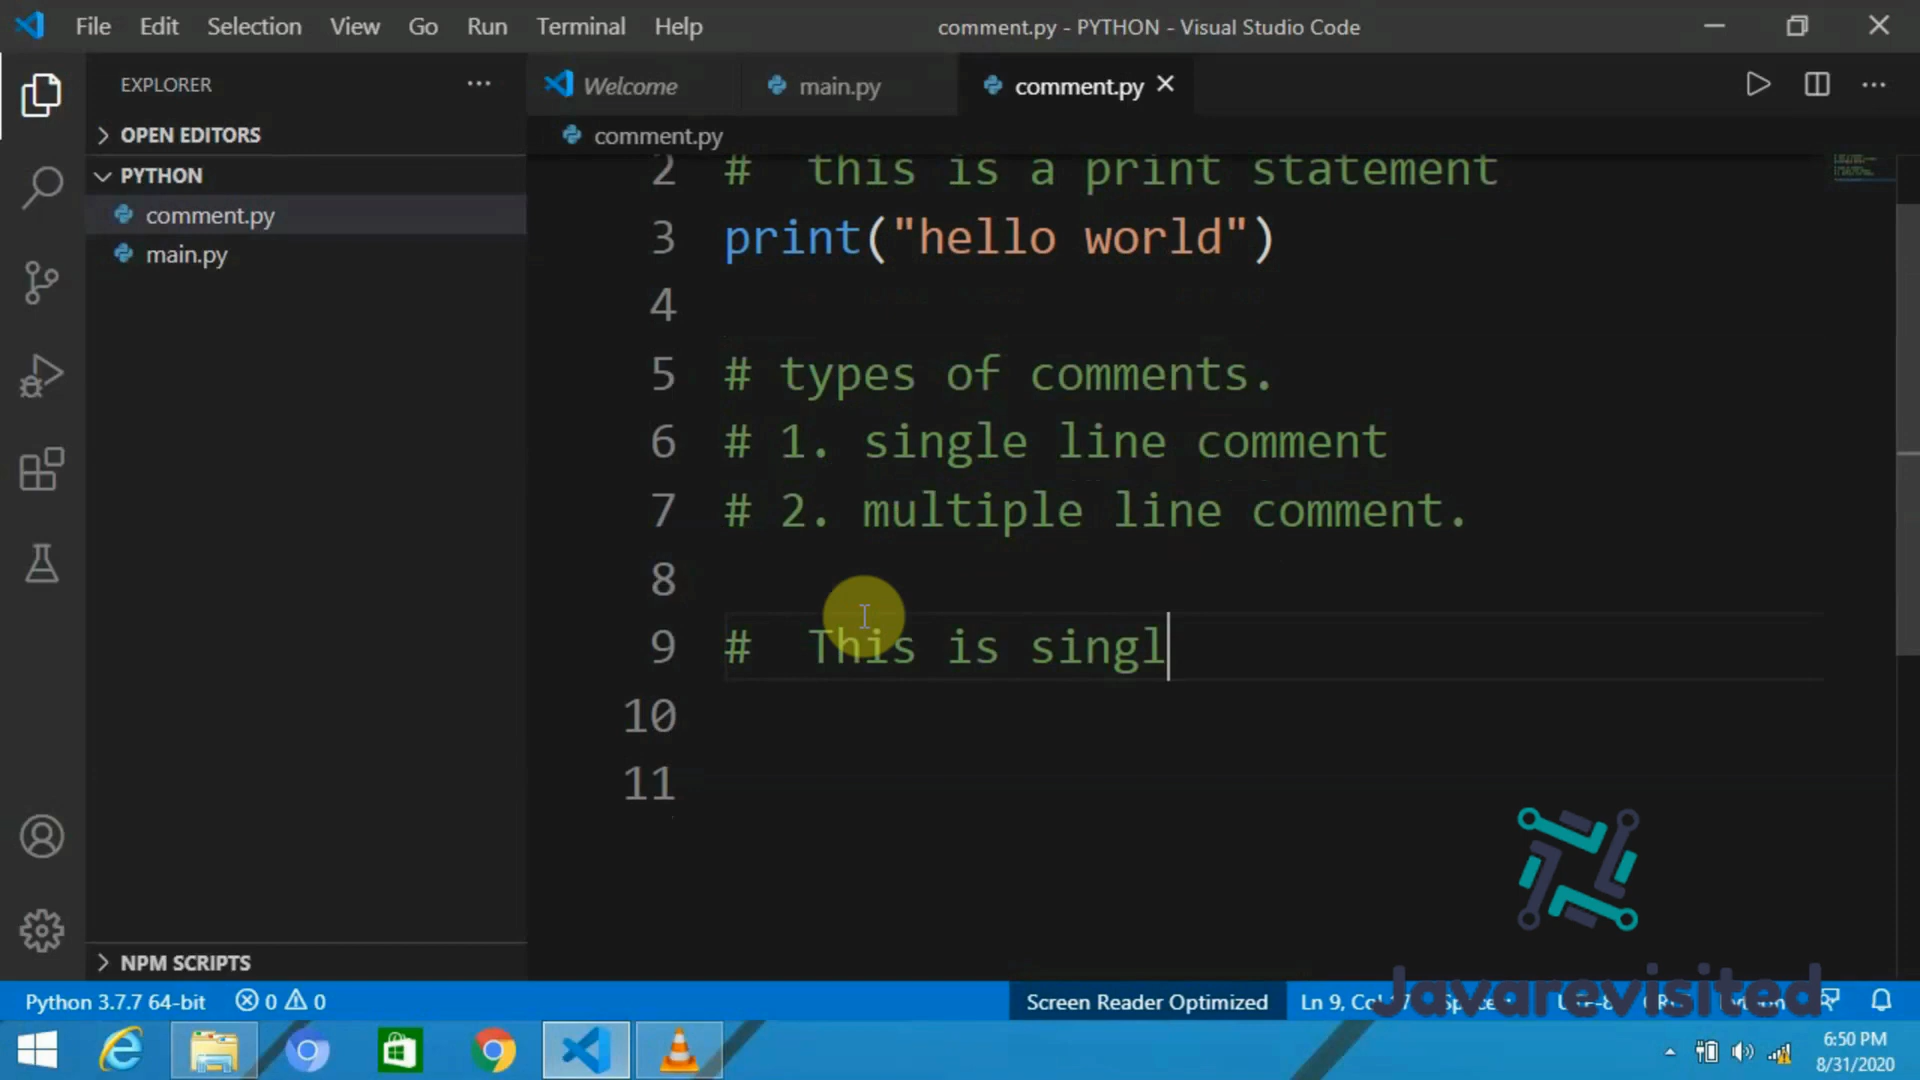 File Edit Selection View Go Run Terminal Help
comment.py - PYTHON - Visual Studio Code
EXPLORER
Welcome
main.py
comment.py
OPEN EDITORS
comment.py
PYTHON
comment.py
main.py
2 #  this is a print statement
3 print("hello world")
4
5 # types of comments.
6 # 1. single line comment
7 # 2. multiple line comment.
8
9 #  This is singl
10
11
NPM SCRIPTS
Javarevisited
Python 3.7.7 64-bit 0 0
Screen Reader Optimized
Ln 9,
6:50 PM
8/31/2020